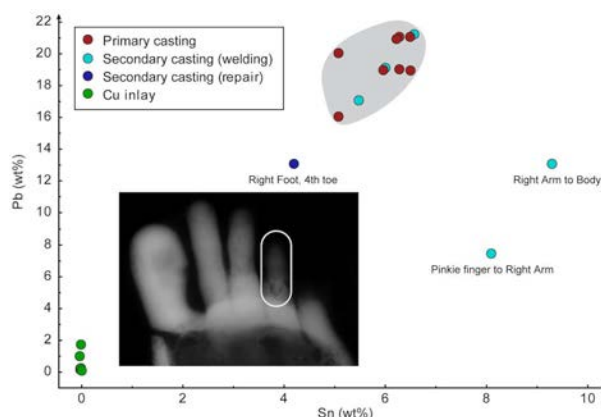 22
20
18
16
14
12
10
8
6
4
2
0
Pb (wt%)
Primary casting
Secondary casting (welding)
Secondary casting (repair)
Cu inlay
Right Foot, 4th toe
Right Arm to Body
Pinkie finger to Right Arm
0 2 4 6 8 10
Sn (wt%)